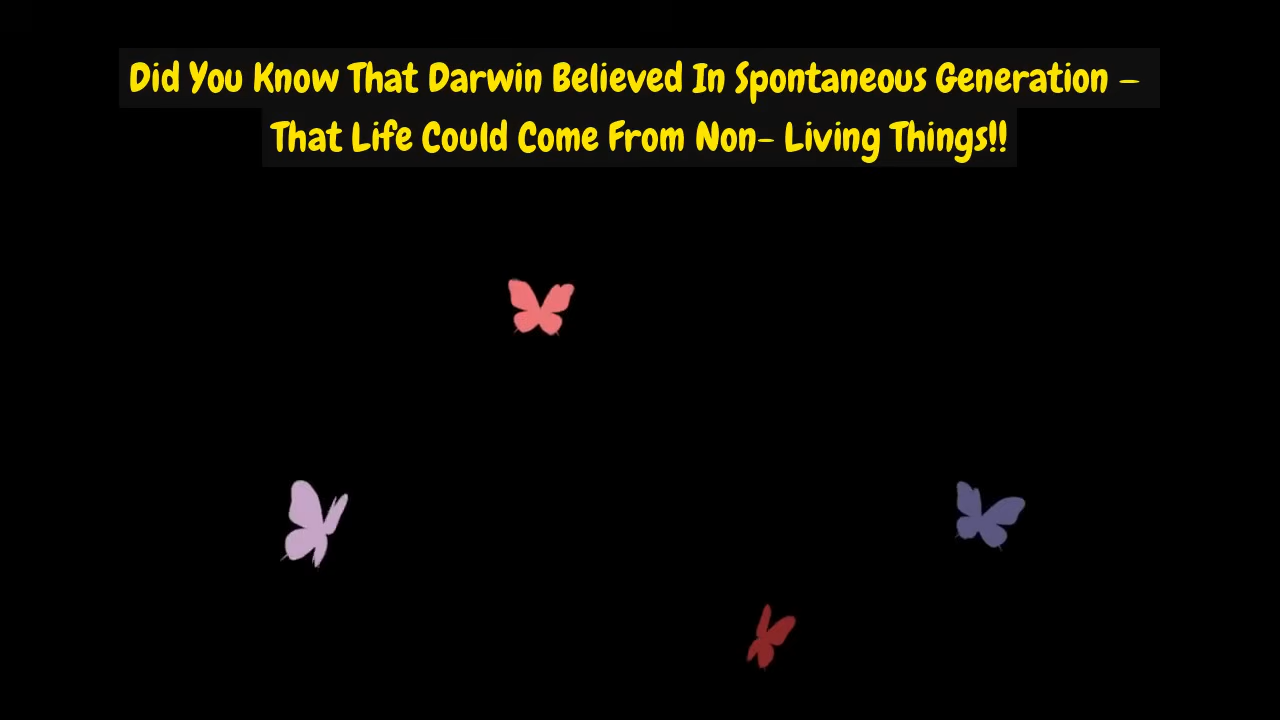 Did You Know That Darwin Believed In Spontaneous Generation –
That Life Could Come From Non- Living Things!!